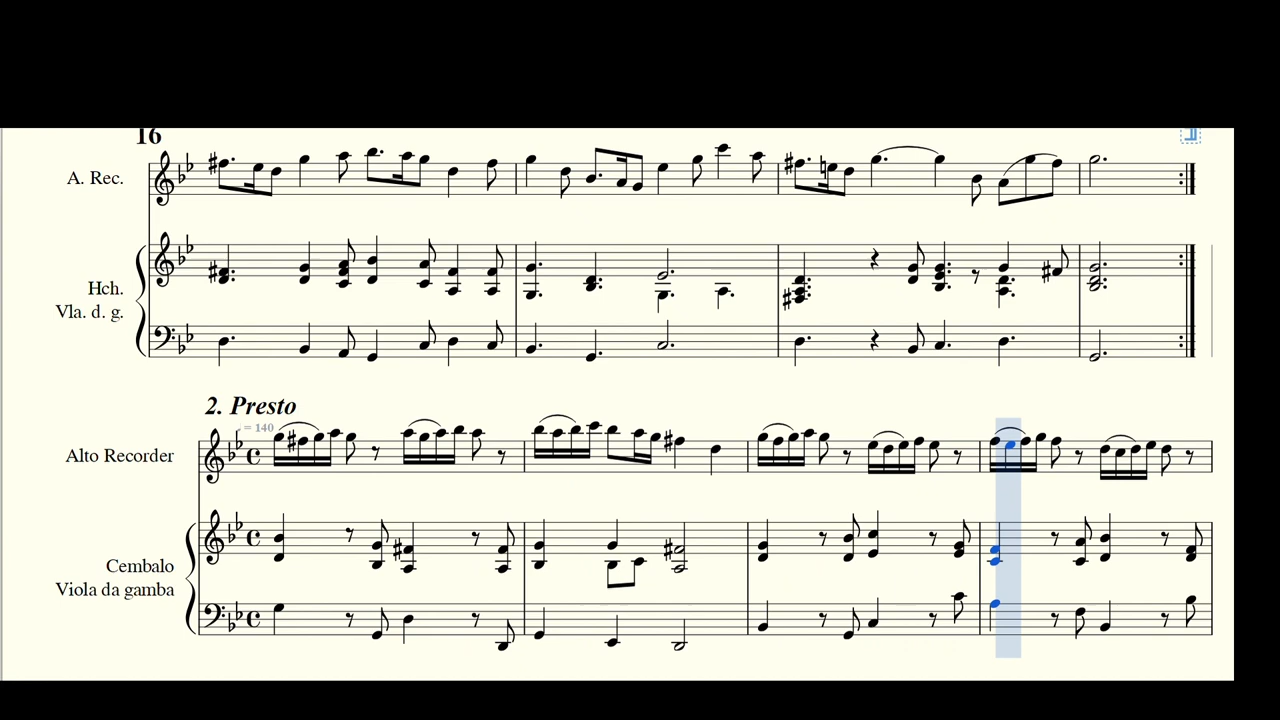 16
A. Rec.
Hch.
Vla. d. g.
2. Presto
♩ = 140
Alto Recorder
Cembalo
Viola da gamba